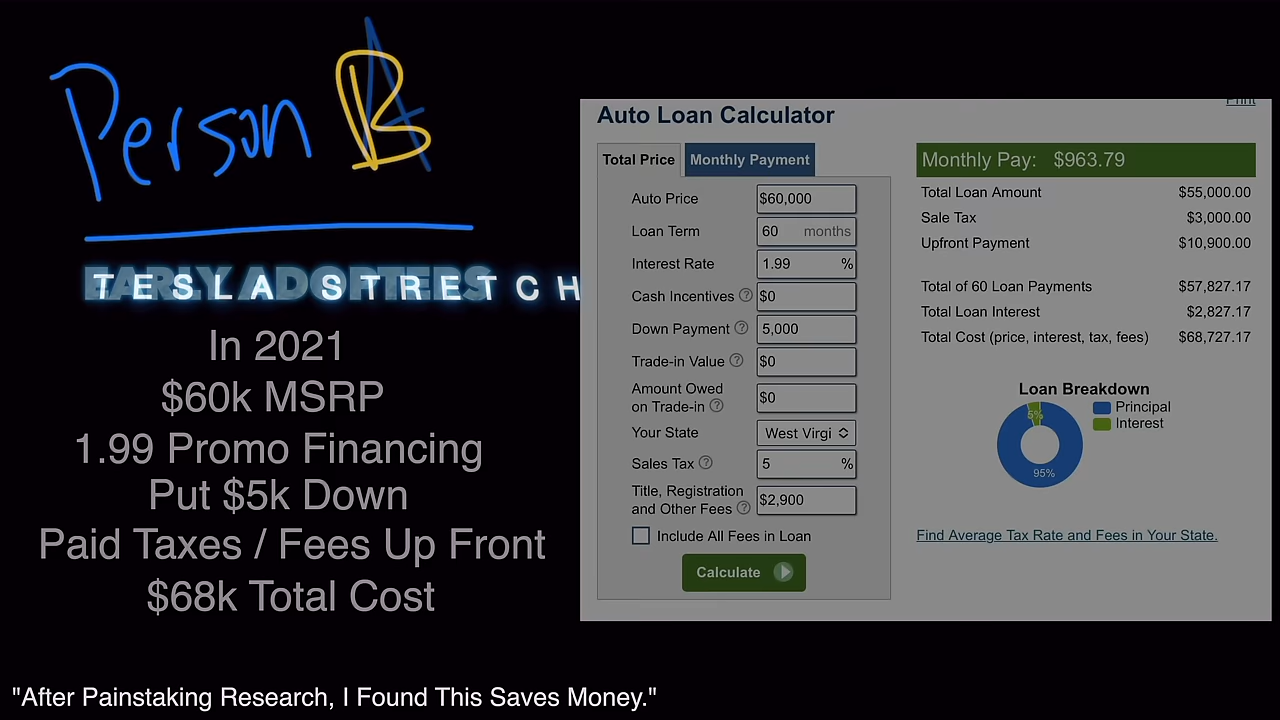 Person B
EARLY ADOPTERS
TESLA STRETCH
In 2021
$60k MSRP
1.99 Promo Financing
Put $5k Down
Paid Taxes / Fees Up Front
$68k Total Cost
"After Painstaking Research, I Found This Saves Money."
Print
Auto Loan Calculator
Total Price
Monthly Payment
Auto Price $60,000
Loan Term 60 months
Interest Rate 1.99 %
Cash Incentives ? $0
Down Payment ? 5,000
Trade-in Value ? $0
Amount Owed
on Trade-in ? $0
Your State West Virgi
Sales Tax ? 5 %
Title, Registration
and Other Fees ? $2,900
Include All Fees in Loan
Calculate
Monthly Pay: $963.79
Total Loan Amount $55,000.00
Sale Tax $3,000.00
Upfront Payment $10,900.00
Total of 60 Loan Payments $57,827.17
Total Loan Interest $2,827.17
Total Cost (price, interest, tax, fees) $68,727.17
Loan Breakdown
5%
95%
Principal
Interest
Find Average Tax Rate and Fees in Your State.